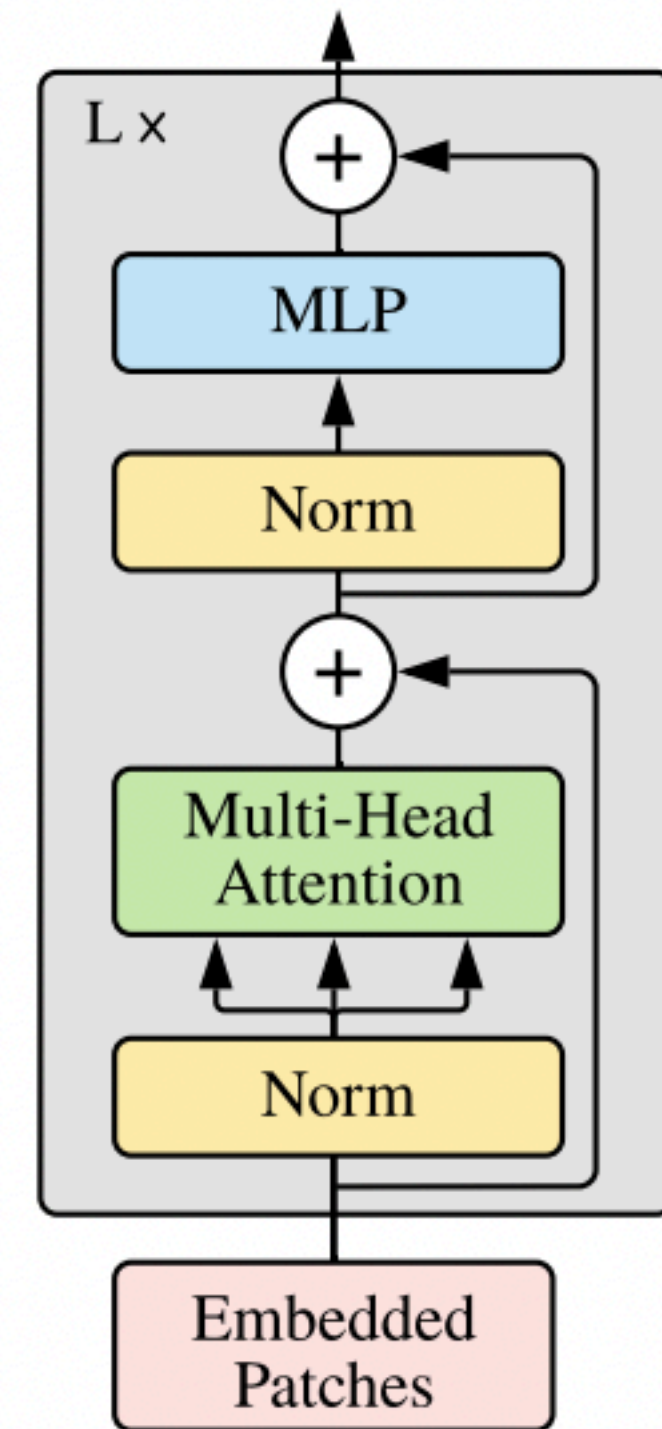 L ×
+
MLP
Norm
+
Multi-Head
Attention
Norm
Embedded
Patches